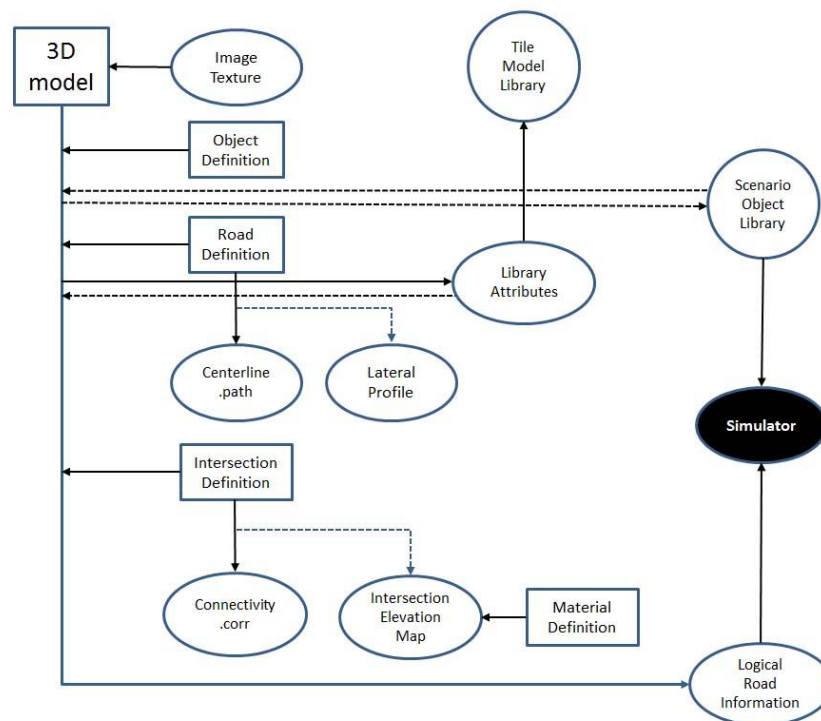 3D
model
Image
Texture
Tile
Model
Library
Object
Definition
Scenario
Object
Library
Road
Definition
Library
Attributes
Centerline
.path
Lateral
Profile
Simulator
Intersection
Definition
Connectivity
.corr
Intersection
Elevation
Map
Material
Definition
Logical
Road
Information